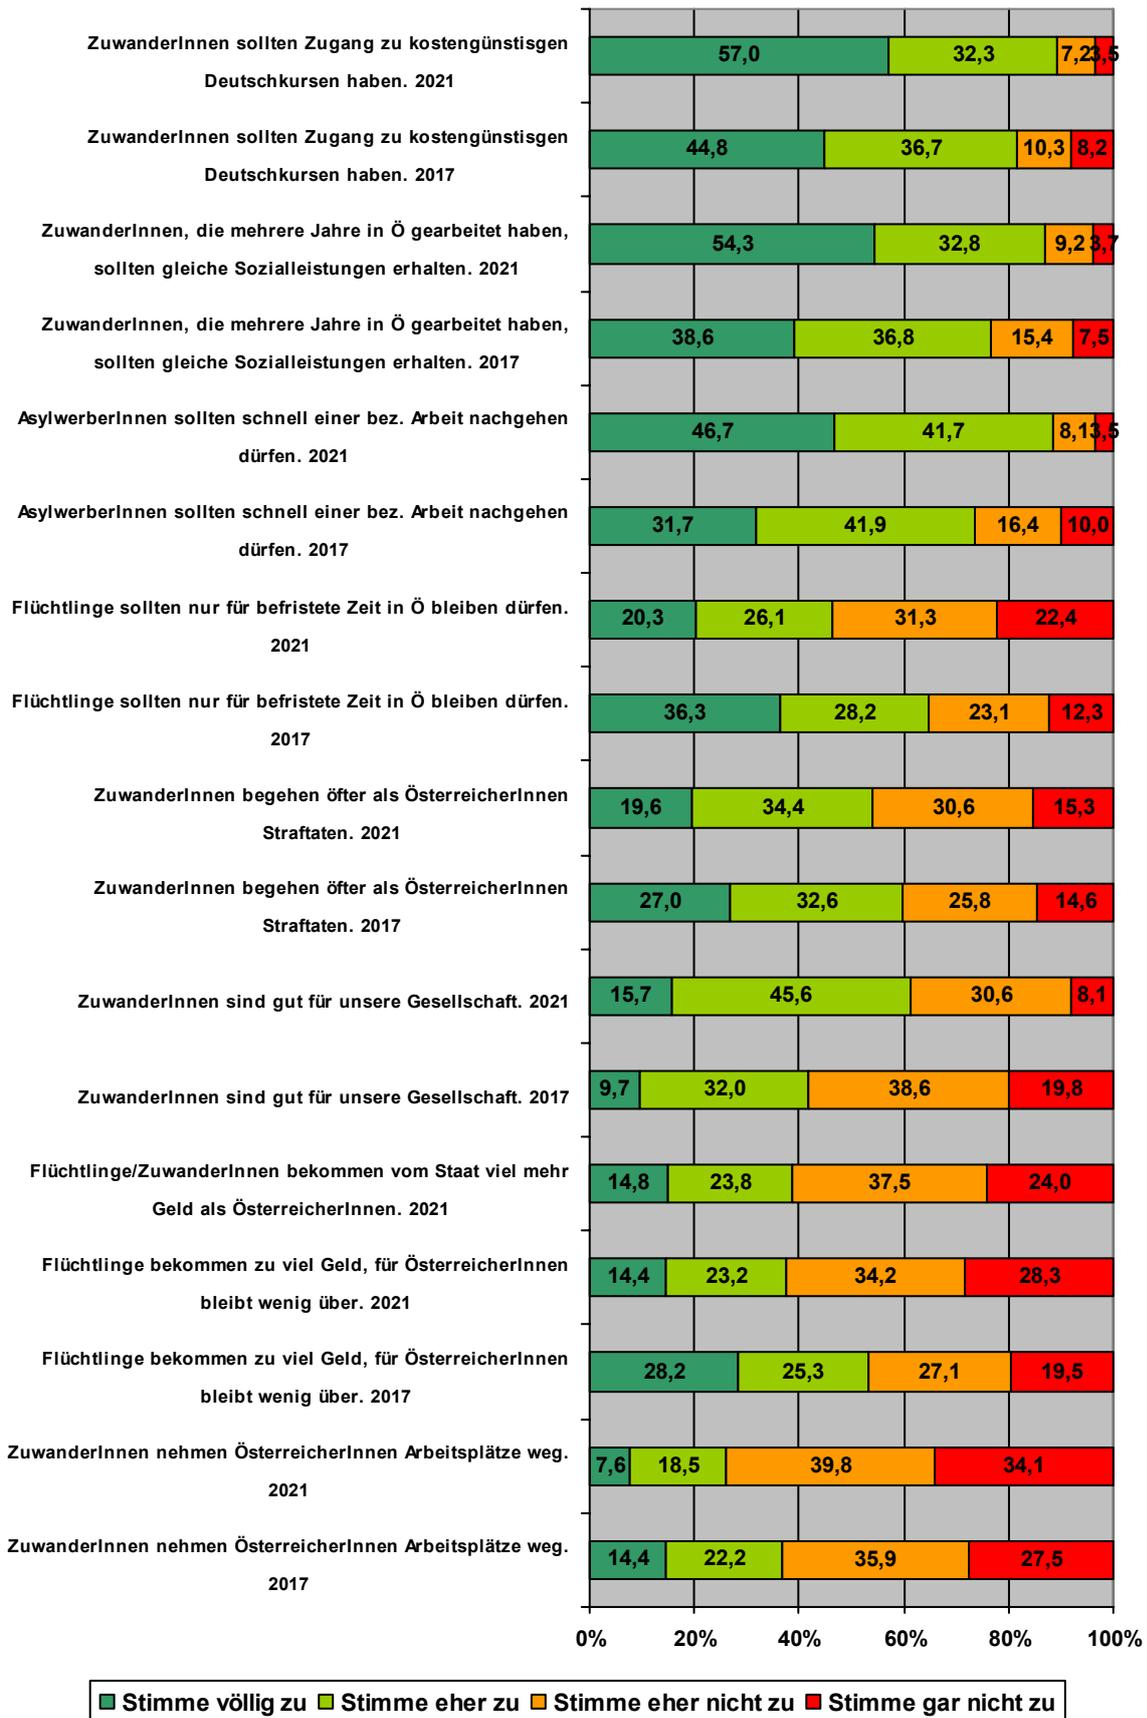 ZuwanderInnen sollten Zugang zu kostengünstisgen
Deutschkursen haben. 2021
57,0 32,3 7,2 3,5
ZuwanderInnen sollten Zugang zu kostengünstisgen
Deutschkursen haben. 2017
44,8 36,7 10,3 8,2
ZuwanderInnen, die mehrere Jahre in Ö gearbeitet haben,
sollten gleiche Sozialleistungen erhalten. 2021
54,3 32,8 9,2 3,7
ZuwanderInnen, die mehrere Jahre in Ö gearbeitet haben,
sollten gleiche Sozialleistungen erhalten. 2017
38,6 36,8 15,4 7,5
AsylwerberInnen sollten schnell einer bez. Arbeit nachgehen
dürfen. 2021
46,7 41,7 8,1 3,5
AsylwerberInnen sollten schnell einer bez. Arbeit nachgehen
dürfen. 2017
31,7 41,9 16,4 10,0
Flüchtlinge sollten nur für befristete Zeit in Ö bleiben dürfen.
2021
20,3 26,1 31,3 22,4
Flüchtlinge sollten nur für befristete Zeit in Ö bleiben dürfen.
2017
36,3 28,2 23,1 12,3
ZuwanderInnen begehen öfter als ÖsterreicherInnen
Straftaten. 2021
19,6 34,4 30,6 15,3
ZuwanderInnen begehen öfter als ÖsterreicherInnen
Straftaten. 2017
27,0 32,6 25,8 14,6
ZuwanderInnen sind gut für unsere Gesellschaft. 2021
15,7 45,6 30,6 8,1
ZuwanderInnen sind gut für unsere Gesellschaft. 2017
9,7 32,0 38,6 19,8
Flüchtlinge/ZuwanderInnen bekommen vom Staat viel mehr
Geld als ÖsterreicherInnen. 2021
14,8 23,8 37,5 24,0
Flüchtlinge bekommen zu viel Geld, für ÖsterreicherInnen
bleibt wenig über. 2021
14,4 23,2 34,2 28,3
Flüchtlinge bekommen zu viel Geld, für ÖsterreicherInnen
bleibt wenig über. 2017
28,2 25,3 27,1 19,5
ZuwanderInnen nehmen ÖsterreicherInnen Arbeitsplätze weg.
2021
7,6 18,5 39,8 34,1
ZuwanderInnen nehmen ÖsterreicherInnen Arbeitsplätze weg.
2017
14,4 22,2 35,9 27,5
0% 20% 40% 60% 80% 100%
Stimme völlig zu Stimme eher zu Stimme eher nicht zu Stimme gar nicht zu